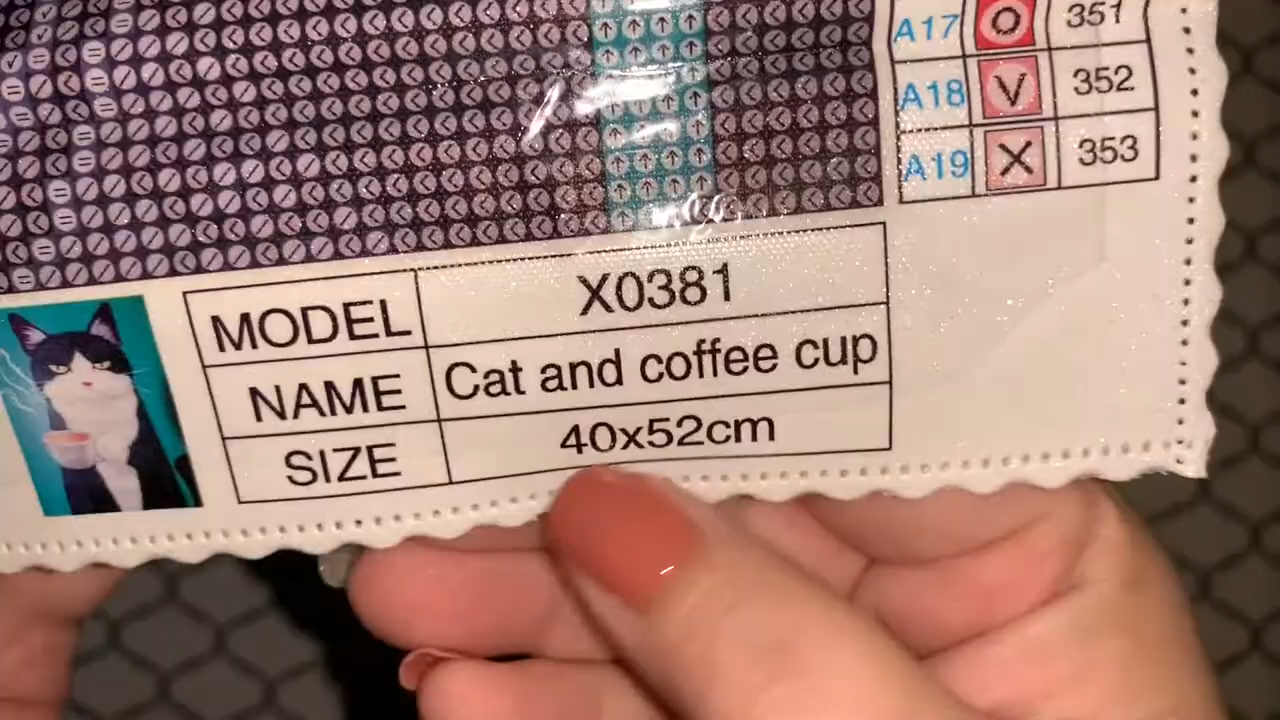 A17 O 351
A18 V 352
A19 X 353
MODEL X0381
NAME Cat and coffee cup
SIZE 40x52cm